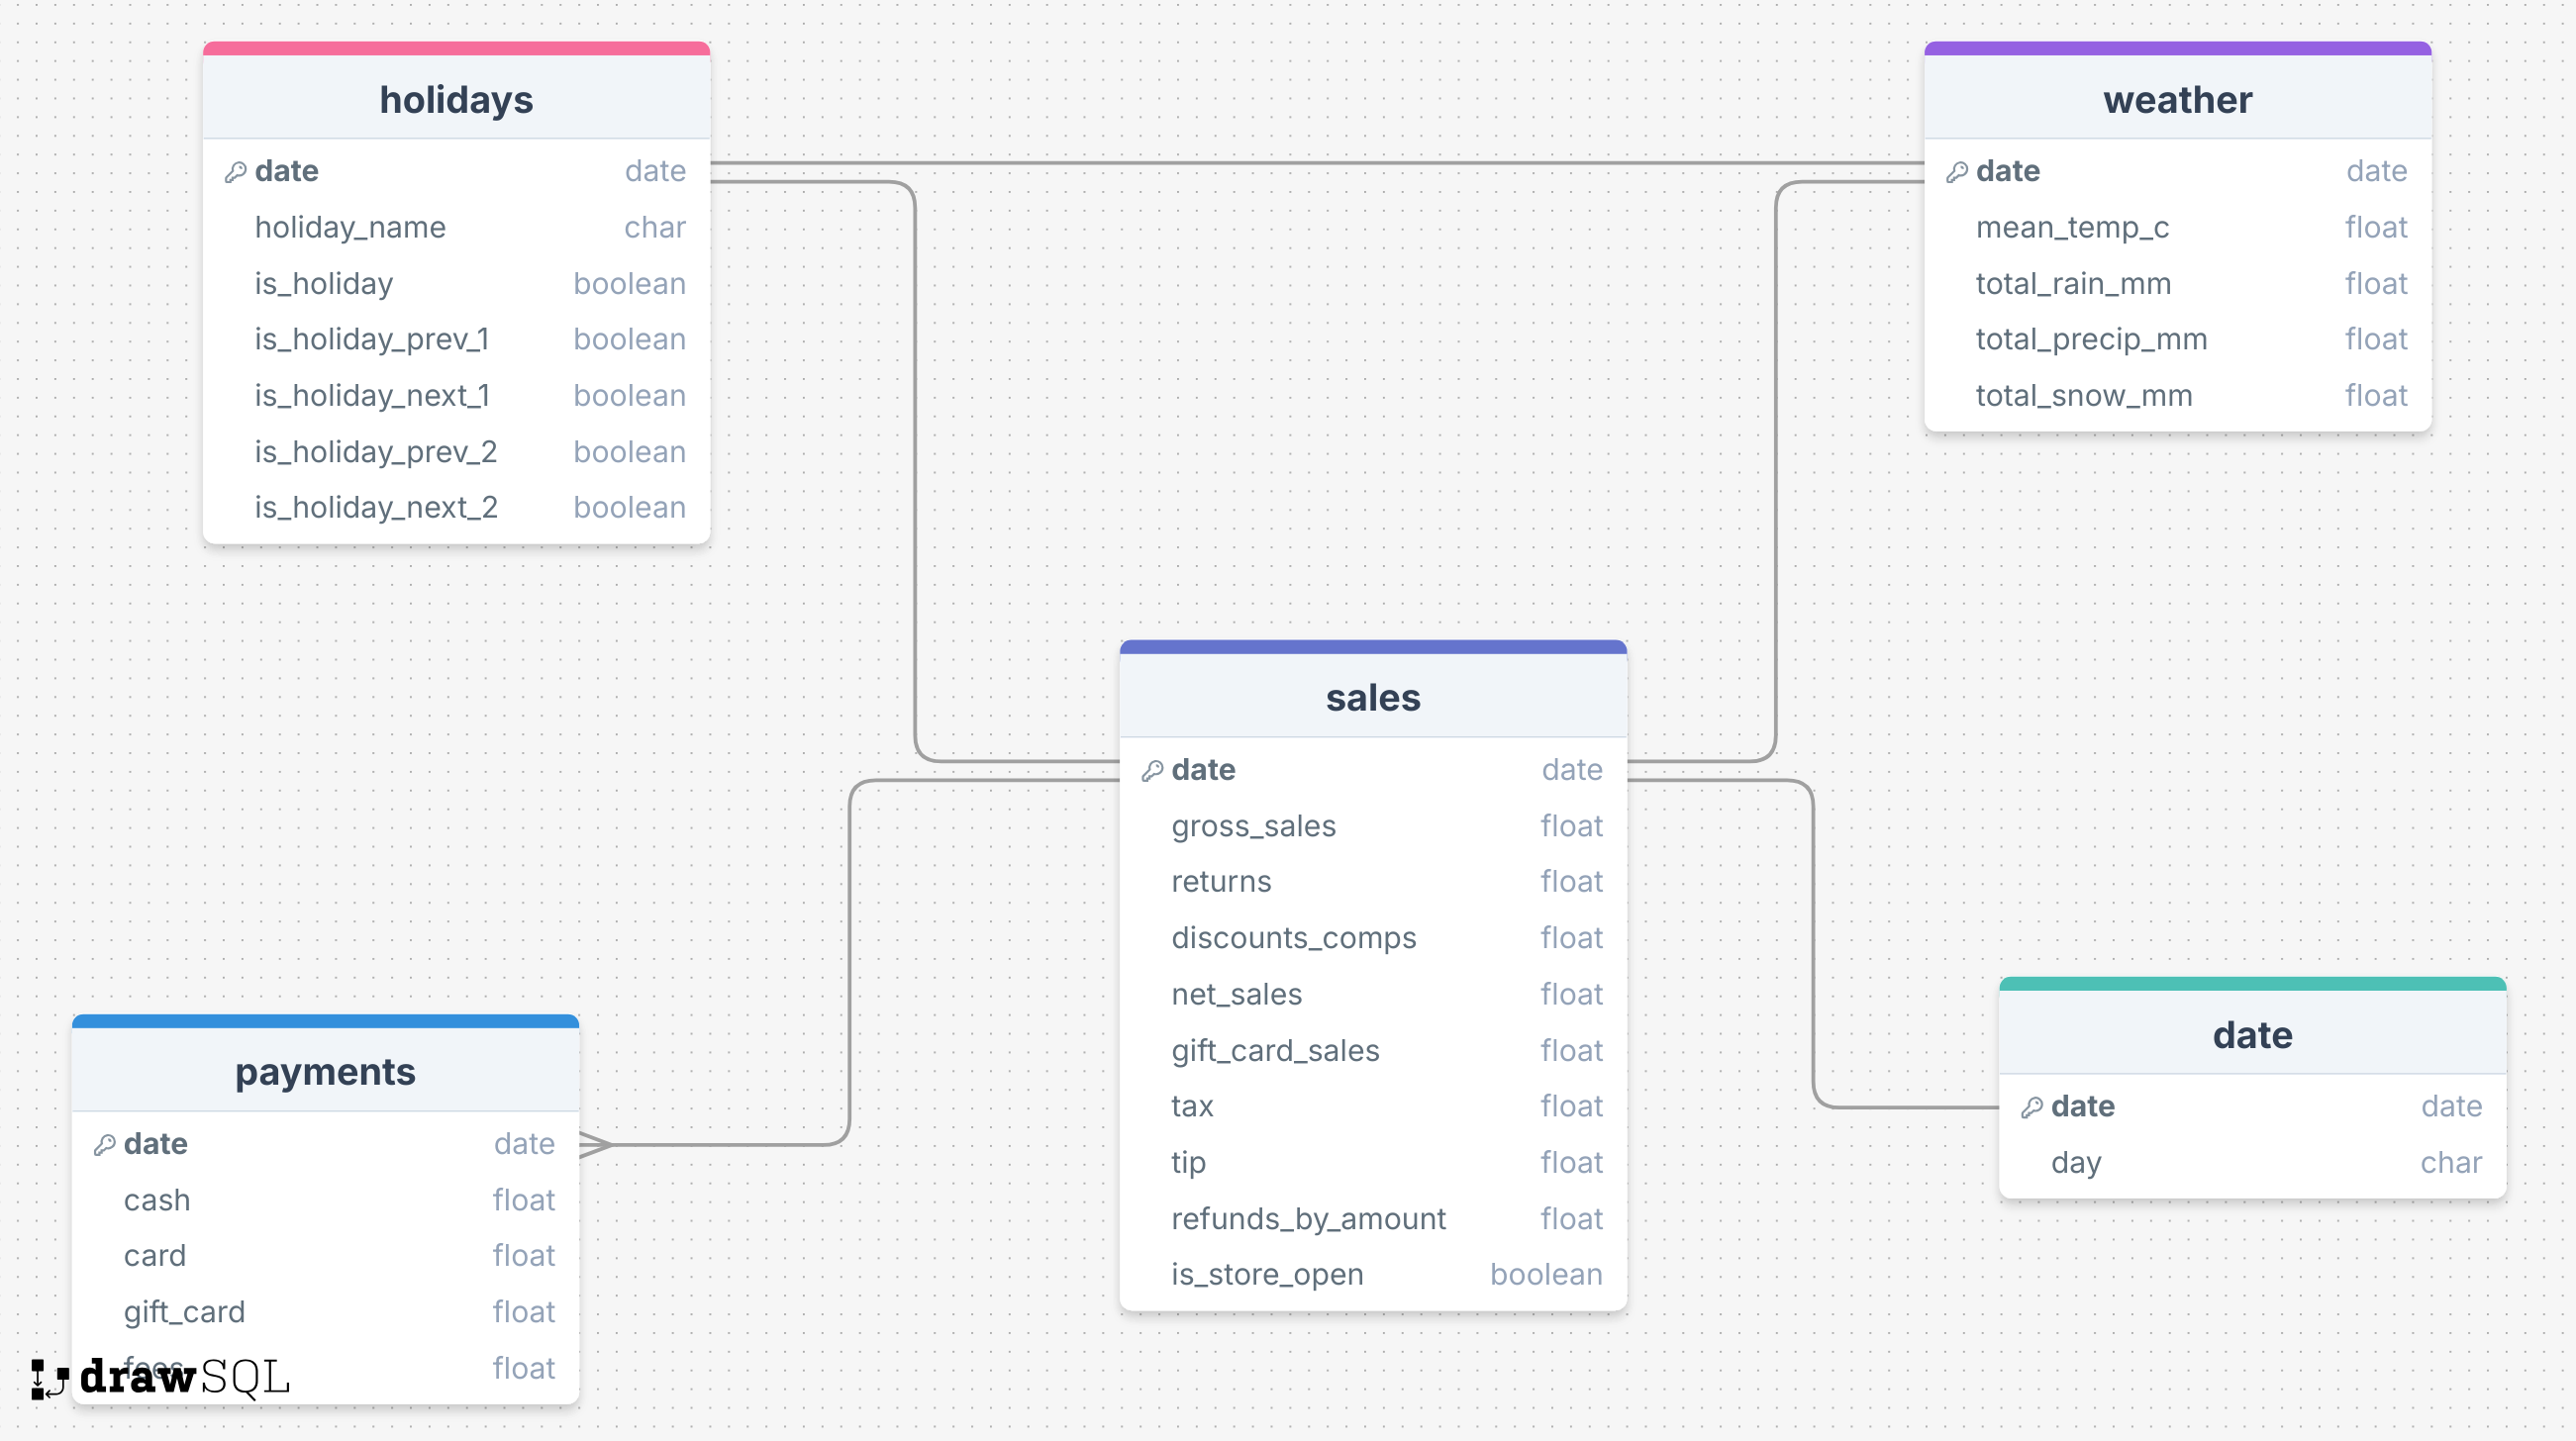 holidays
date date
holiday_name char
is_holiday boolean
is_holiday_prev_1 boolean
is_holiday_next_1 boolean
is_holiday_prev_2 boolean
is_holiday_next_2 boolean
weather
date date
mean_temp_c float
total_rain_mm float
total_precip_mm float
total_snow_mm float
sales
date date
gross_sales float
returns float
discounts_comps float
net_sales float
gift_card_sales float
tax float
tip float
refunds_by_amount float
is_store_open boolean
payments
date date
cash float
card float
gift_card float
fees float
date
date date
day char
drawSQL